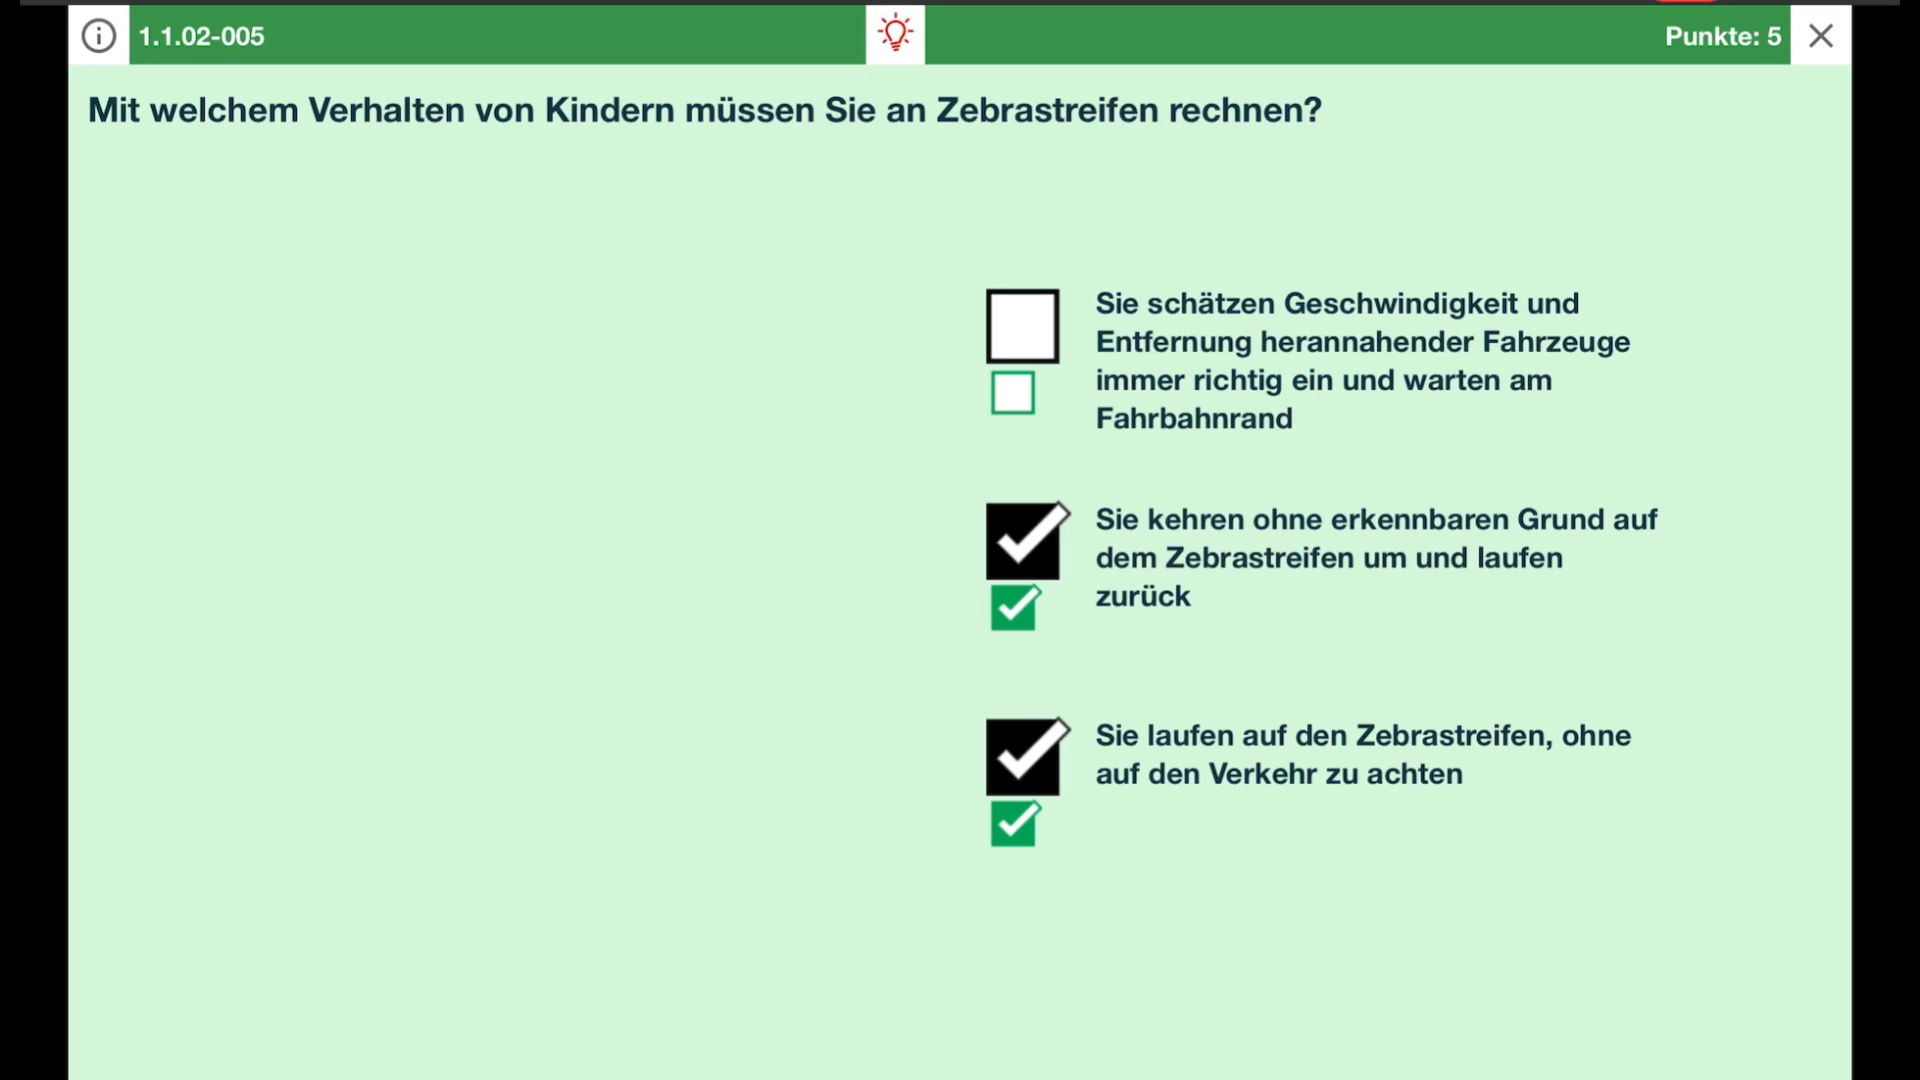 1.1.02-005
Punkte: 5
Mit welchem Verhalten von Kindern müssen Sie an Zebrastreifen rechnen?
Sie schätzen Geschwindigkeit und
Entfernung herannahender Fahrzeuge
immer richtig ein und warten am
Fahrbahnrand
Sie kehren ohne erkennbaren Grund auf
dem Zebrastreifen um und laufen
zurück
Sie laufen auf den Zebrastreifen, ohne
auf den Verkehr zu achten